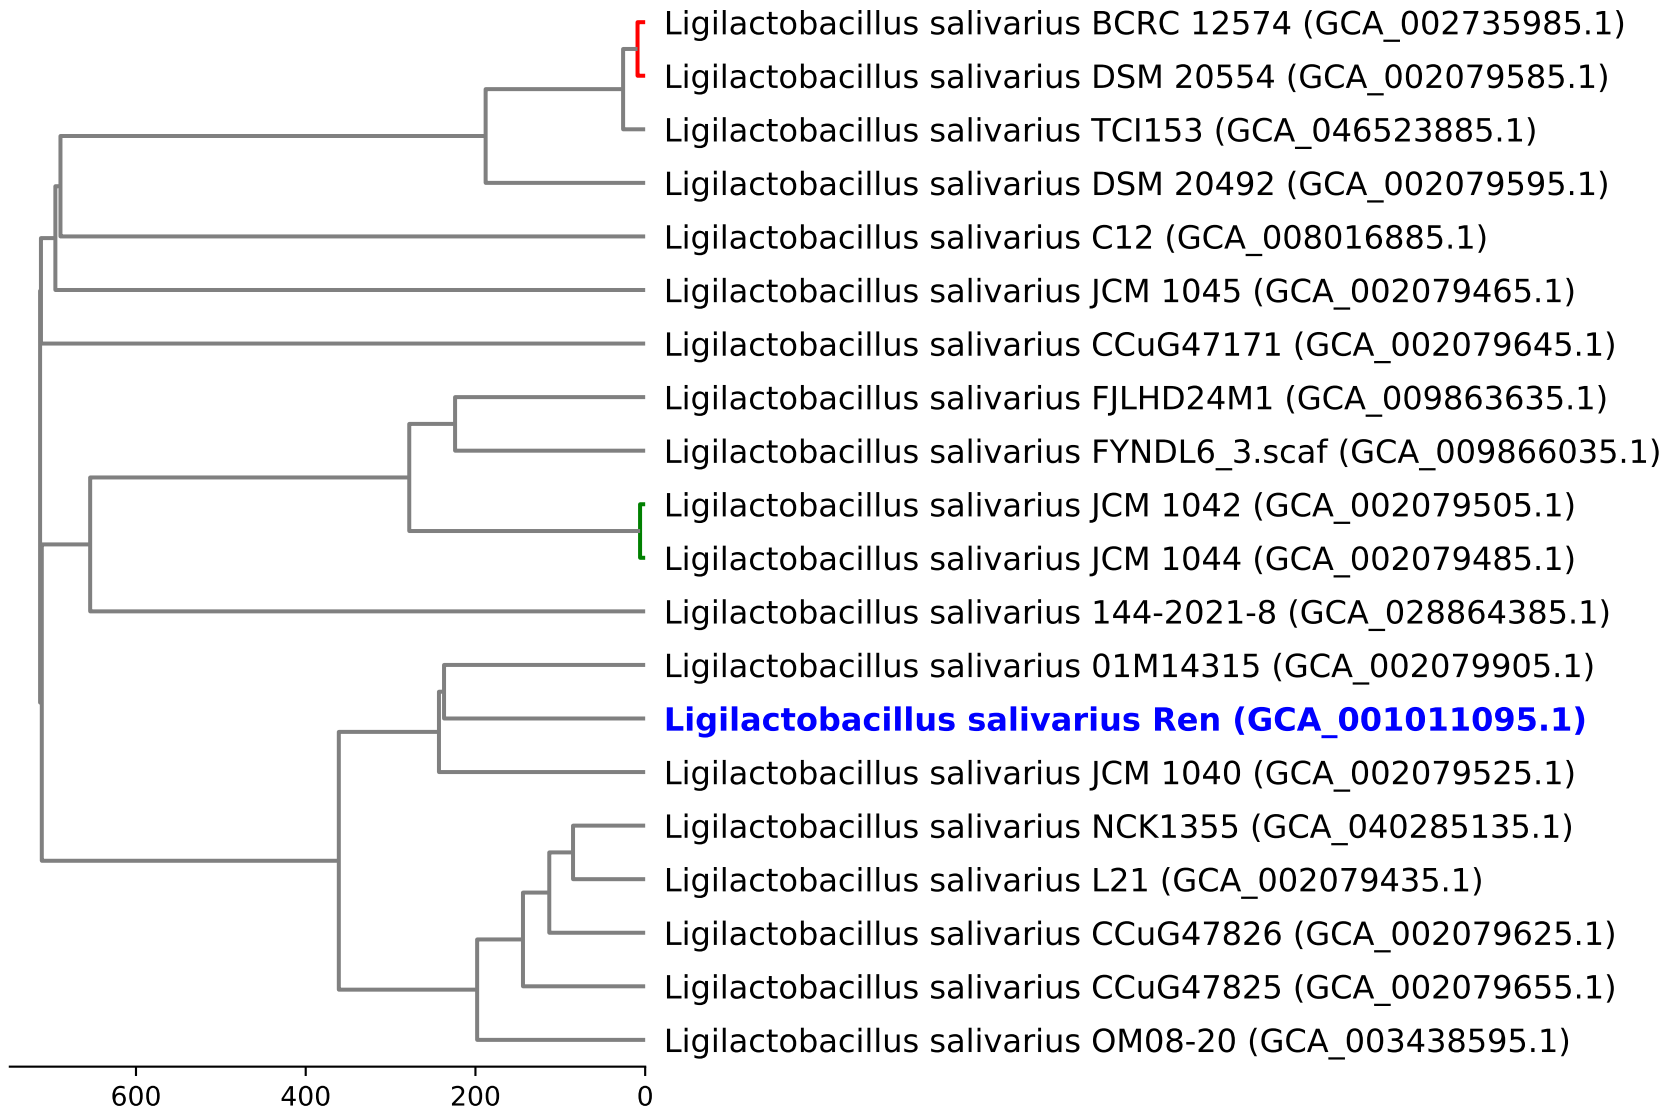 Ligilactobacillus salivarius BCRC 12574 (GCA_002735985.1)
Ligilactobacillus salivarius DSM 20554 (GCA_002079585.1)
Ligilactobacillus salivarius TCI153 (GCA_046523885.1)
Ligilactobacillus salivarius DSM 20492 (GCA_002079595.1)
Ligilactobacillus salivarius C12 (GCA_008016885.1)
Ligilactobacillus salivarius JCM 1045 (GCA_002079465.1)
Ligilactobacillus salivarius CCuG47171 (GCA_002079645.1)
Ligilactobacillus salivarius FJLHD24M1 (GCA_009863635.1)
Ligilactobacillus salivarius FYNDL6_3.scaf (GCA_009866035.1)
Ligilactobacillus salivarius JCM 1042 (GCA_002079505.1)
Ligilactobacillus salivarius JCM 1044 (GCA_002079485.1)
Ligilactobacillus salivarius 144-2021-8 (GCA_028864385.1)
Ligilactobacillus salivarius 01M14315 (GCA_002079905.1)
Ligilactobacillus salivarius Ren (GCA_001011095.1)
Ligilactobacillus salivarius JCM 1040 (GCA_002079525.1)
Ligilactobacillus salivarius NCK1355 (GCA_040285135.1)
Ligilactobacillus salivarius L21 (GCA_002079435.1)
Ligilactobacillus salivarius CCuG47826 (GCA_002079625.1)
Ligilactobacillus salivarius CCuG47825 (GCA_002079655.1)
Ligilactobacillus salivarius OM08-20 (GCA_003438595.1)
600 400 200 0